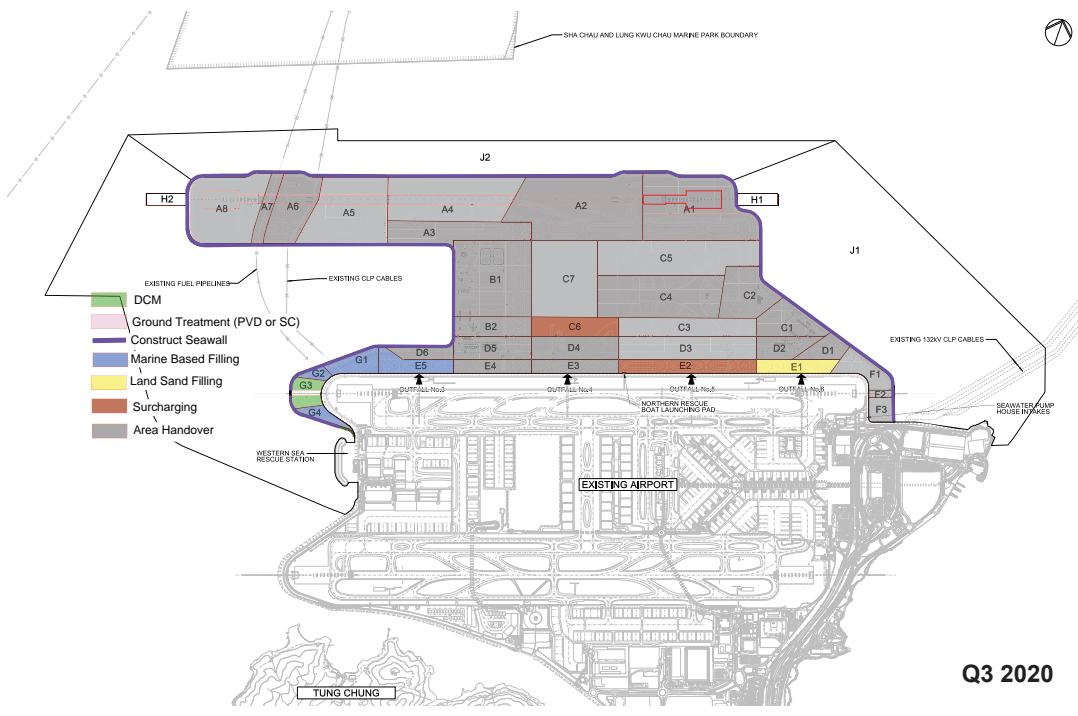 SHA CHAU AND LUNG KWU CHAU MARINE PARK BOUNDARY
J2
H2
A8
A7
A6
A5
A4
A3
A2
A1
H1
J1
EXISTING FUEL PIPELINES
EXISTING CLP CABLES
B1
C7
C5
C4
C2
B2
C6
C3
C1
D6
D5
D4
D3
D2
D1
G1
E5
E4
E3
E2
E1
F1
G2
G3
G4
F2
F3
EXISTING 132kV CLP CABLES
SEAWATER PUMP
HOUSE INTAKES
DCM
Ground Treatment (PVD or SC)
Construct Seawall
Marine Based Filling
Land Sand Filling
Surcharging
Area Handover
OUTFALL No.3
OUTFALL No.4
OUTFALL No.5
OUTFALL No.6
NORTHERN RESCUE
BOAT LAUNCHING PAD
WESTERN SEA
RESCUE STATION
EXISTING AIRPORT
TUNG CHUNG
Q3 2020